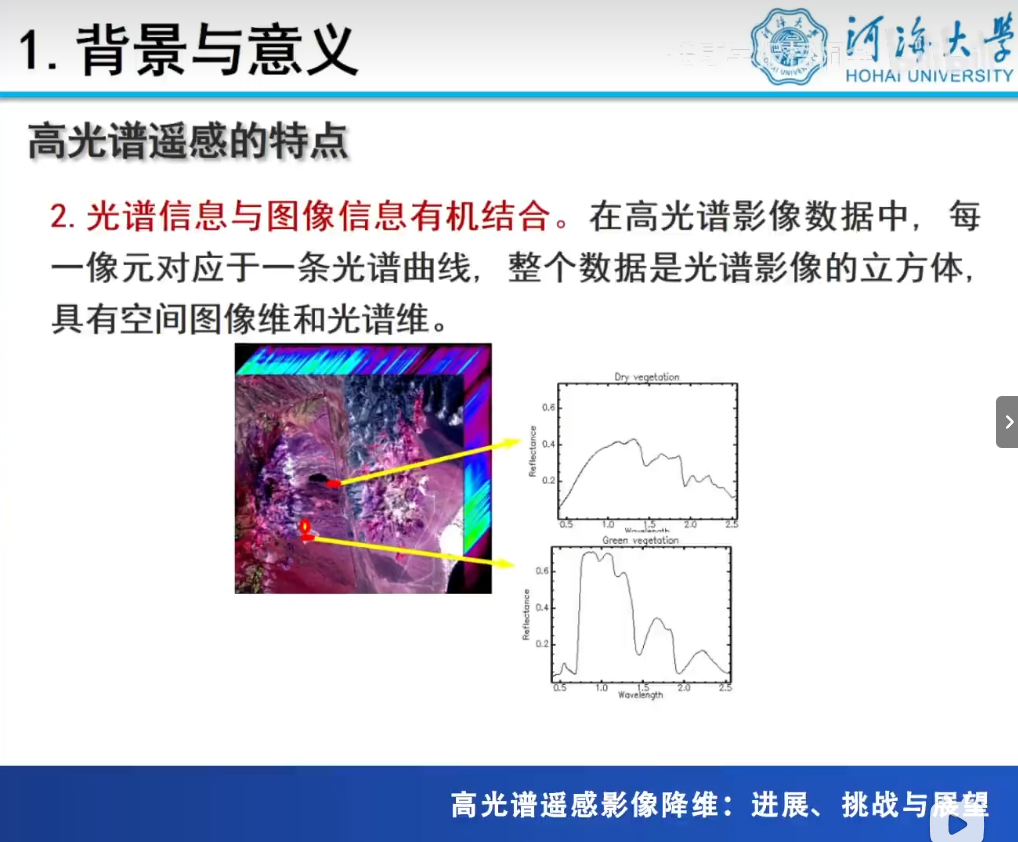 1. 背景与意义
河海大学
HOHAI UNIVERSITY
高光谱遥感的特点
2. 光谱信息与图像信息有机结合。在高光谱影像数据中，每
一像元对应于一条光谱曲线，整个数据是光谱影像的立方体，
具有空间图像维和光谱维。
Dry vegetation
Reflectance
0.6
0.4
0.2
0.5 1.0 1.5 2.0 2.5
Wavelength
Green vegetation
Reflectance
0.6
0.4
0.2
0.5 1.0 1.5 2.0 2.5
Wavelength
高光谱遥感影像降维：进展、挑战与展望